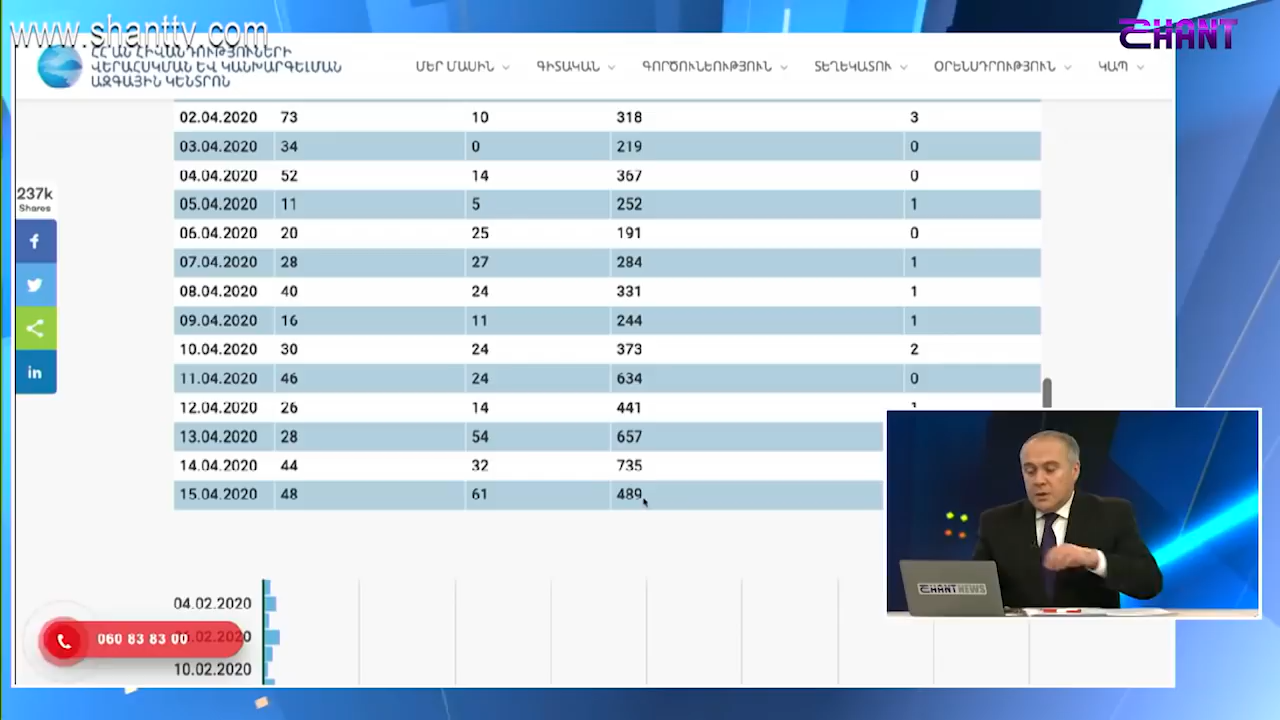 www.shanttv.com
SHANT
ՀՀ ԱՆ ՀԻՎԱՆԴՈՒԹՅՈՒՆՆԵՐԻ
ՎԵՐԱՀՍԿՄԱՆ ԵՎ ԿԱՆԽԱՐԳԵԼՄԱՆ
ԱԶԳԱՅԻՆ ԿԵՆՏՐՈՆ
ՄԵՐ ՄԱՍԻՆ ԳԻՏԱԿԱՆ ԳՈՐԾՈՒՆԵՈՒԹՅՈՒՆ ՏԵՂԵԿԱՏՈՒ ՕՐԵՆՍԴՐՈՒԹՅՈՒՆ ԿԱՊ
02.04.2020 73 10 318 3
03.04.2020 34 0 219 0
04.04.2020 52 14 367 0
05.04.2020 11 5 252 1
06.04.2020 20 25 191 0
07.04.2020 28 27 284 1
08.04.2020 40 24 331 1
09.04.2020 16 11 244 1
10.04.2020 30 24 373 2
11.04.2020 46 24 634 0
12.04.2020 26 14 441 1
13.04.2020 28 54 657
14.04.2020 44 32 735
15.04.2020 48 61 489
237k
Shares
f
in
04.02.2020
060 83 83 00
10.02.2020
SHANT NEWS